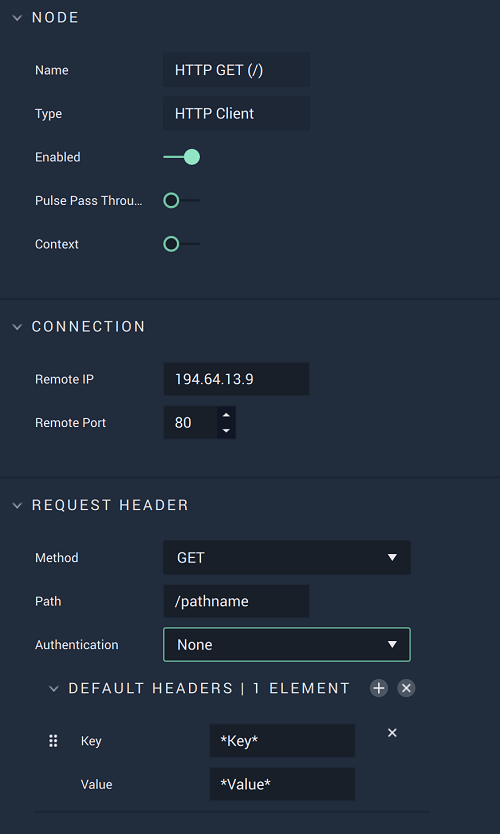 NODE
Name HTTP GET (/)
Type HTTP Client
Enabled
Pulse Pass Throu...
Context
CONNECTION
Remote IP 194.64.13.9
Remote Port 80
REQUEST HEADER
Method GET
Path /pathname
Authentication None
DEFAULT HEADERS | 1 ELEMENT
Key *Key*
Value *Value*